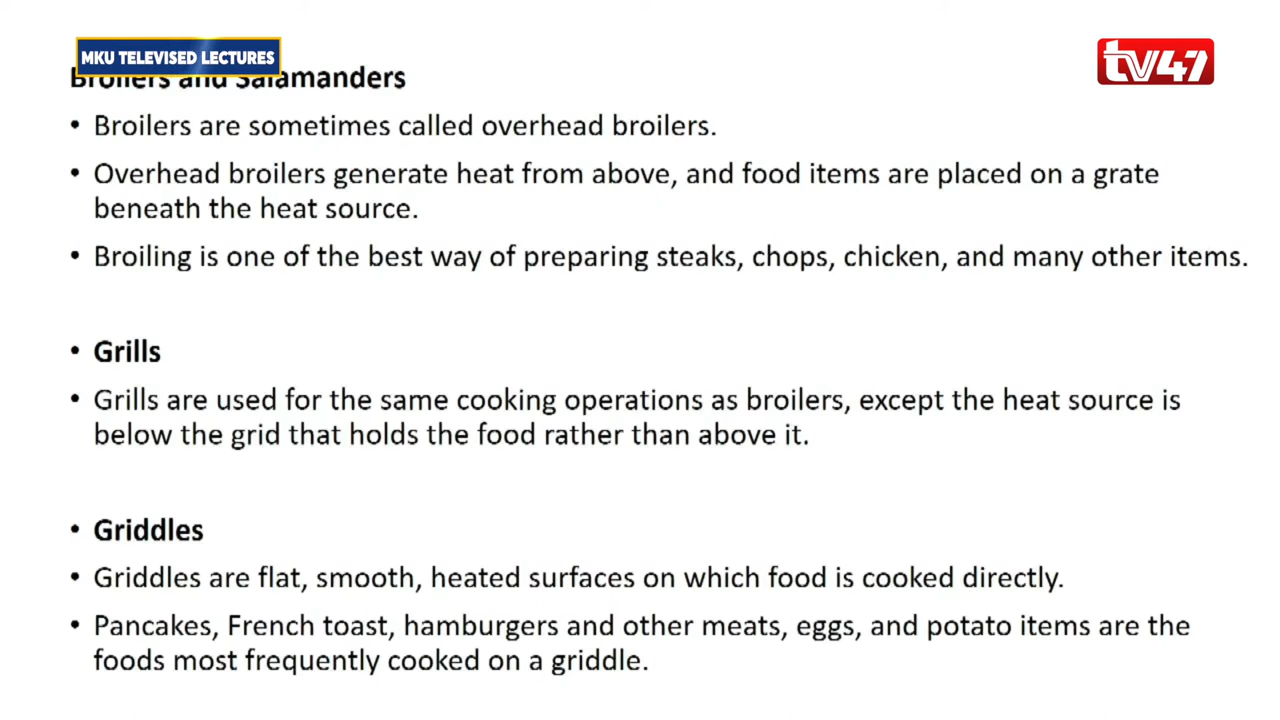 MKU TELEVISED LECTURES
tv47
Broilers and Salamanders
• Broilers are sometimes called overhead broilers.
• Overhead broilers generate heat from above, and food items are placed on a grate
beneath the heat source.
• Broiling is one of the best way of preparing steaks, chops, chicken, and many other items.
• Grills
• Grills are used for the same cooking operations as broilers, except the heat source is
below the grid that holds the food rather than above it.
• Griddles
• Griddles are flat, smooth, heated surfaces on which food is cooked directly.
• Pancakes, French toast, hamburgers and other meats, eggs, and potato items are the
foods most frequently cooked on a griddle.